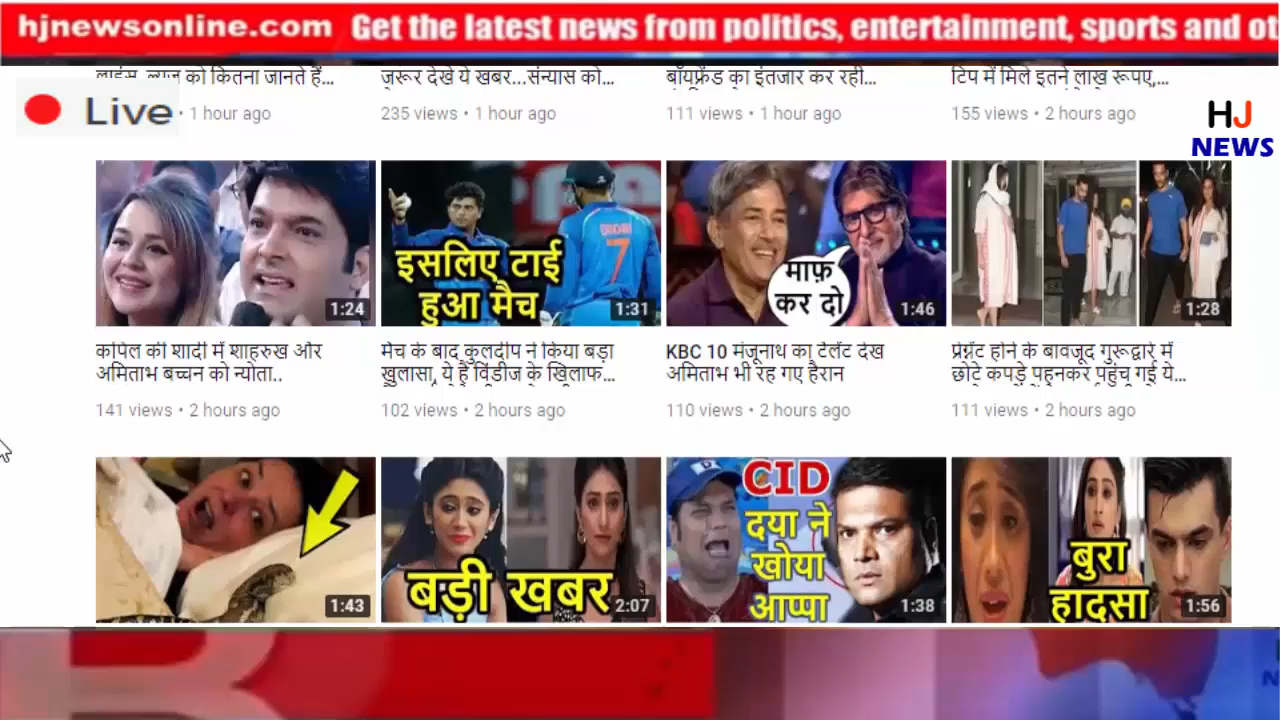 hjnewsonline.com Get the latest news from politics, entertainment, sports and ot
को कितना जानते हैं...
ज़रूर देखे ये खबर...संन्यास को...
बॉयफ्रेंड का इंतजार कर रही...
टिप में मिले इतने लाख रूपए,...
Live
• 1 hour ago
235 views • 1 hour ago
111 views • 1 hour ago
155 views • 2 hours ago
HJ
NEWS
1:24
इसलिए टाई
हुआ मैच
7
1:31
माफ़
कर दो
1:46
1:28
कपिल की शादी में शाहरुख और
अमिताभ बच्चन को न्योता..
मैच के बाद कुलदीप ने किया बड़ा
खुलासा, ये है विंडीज के खिलाफ...
KBC 10 मंजूनाथ का टैलेंट देख
अमिताभ भी रह गए हैरान
प्रेग्नेंट होने के बावजूद गुरूद्वारे में
छोटे कपड़े पहनकर पहुंच गई ये...
141 views • 2 hours ago
102 views • 2 hours ago
110 views • 2 hours ago
111 views • 2 hours ago
1:43
बड़ी खबर
2:07
CID
दया ने
खोया
आप्पा
1:38
बुरा
हादसा
1:56